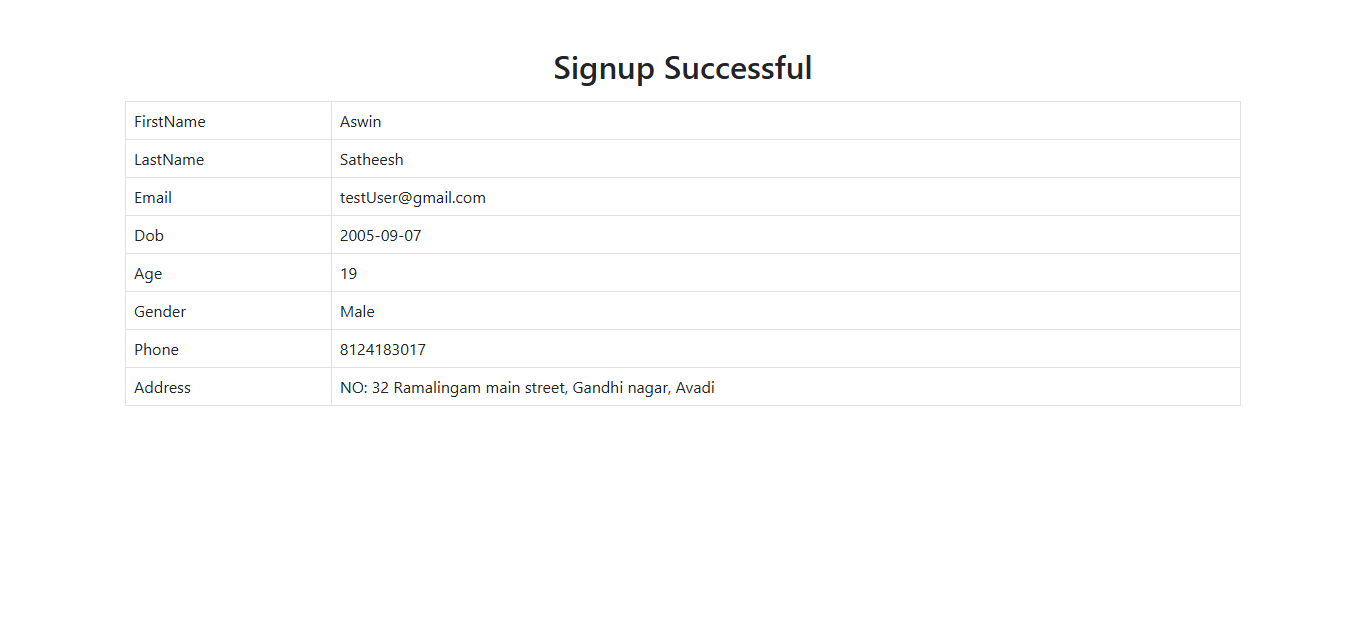 Signup Successful
FirstName Aswin
LastName Satheesh
Email testUser@gmail.com
Dob 2005-09-07
Age 19
Gender Male
Phone 8124183017
Address NO: 32 Ramalingam main street, Gandhi nagar, Avadi